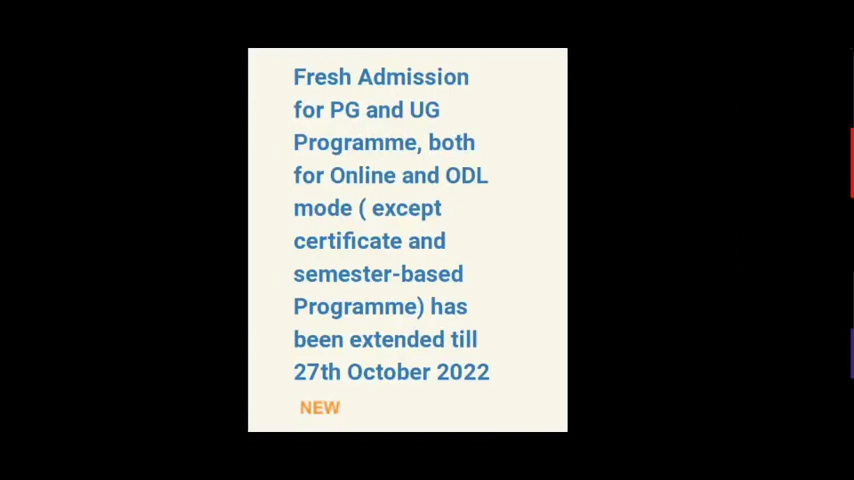 Fresh Admission
for PG and UG
Programme, both
for Online and ODL
mode ( except
certificate and
semester-based
Programme) has
been extended till
27th October 2022
NEW